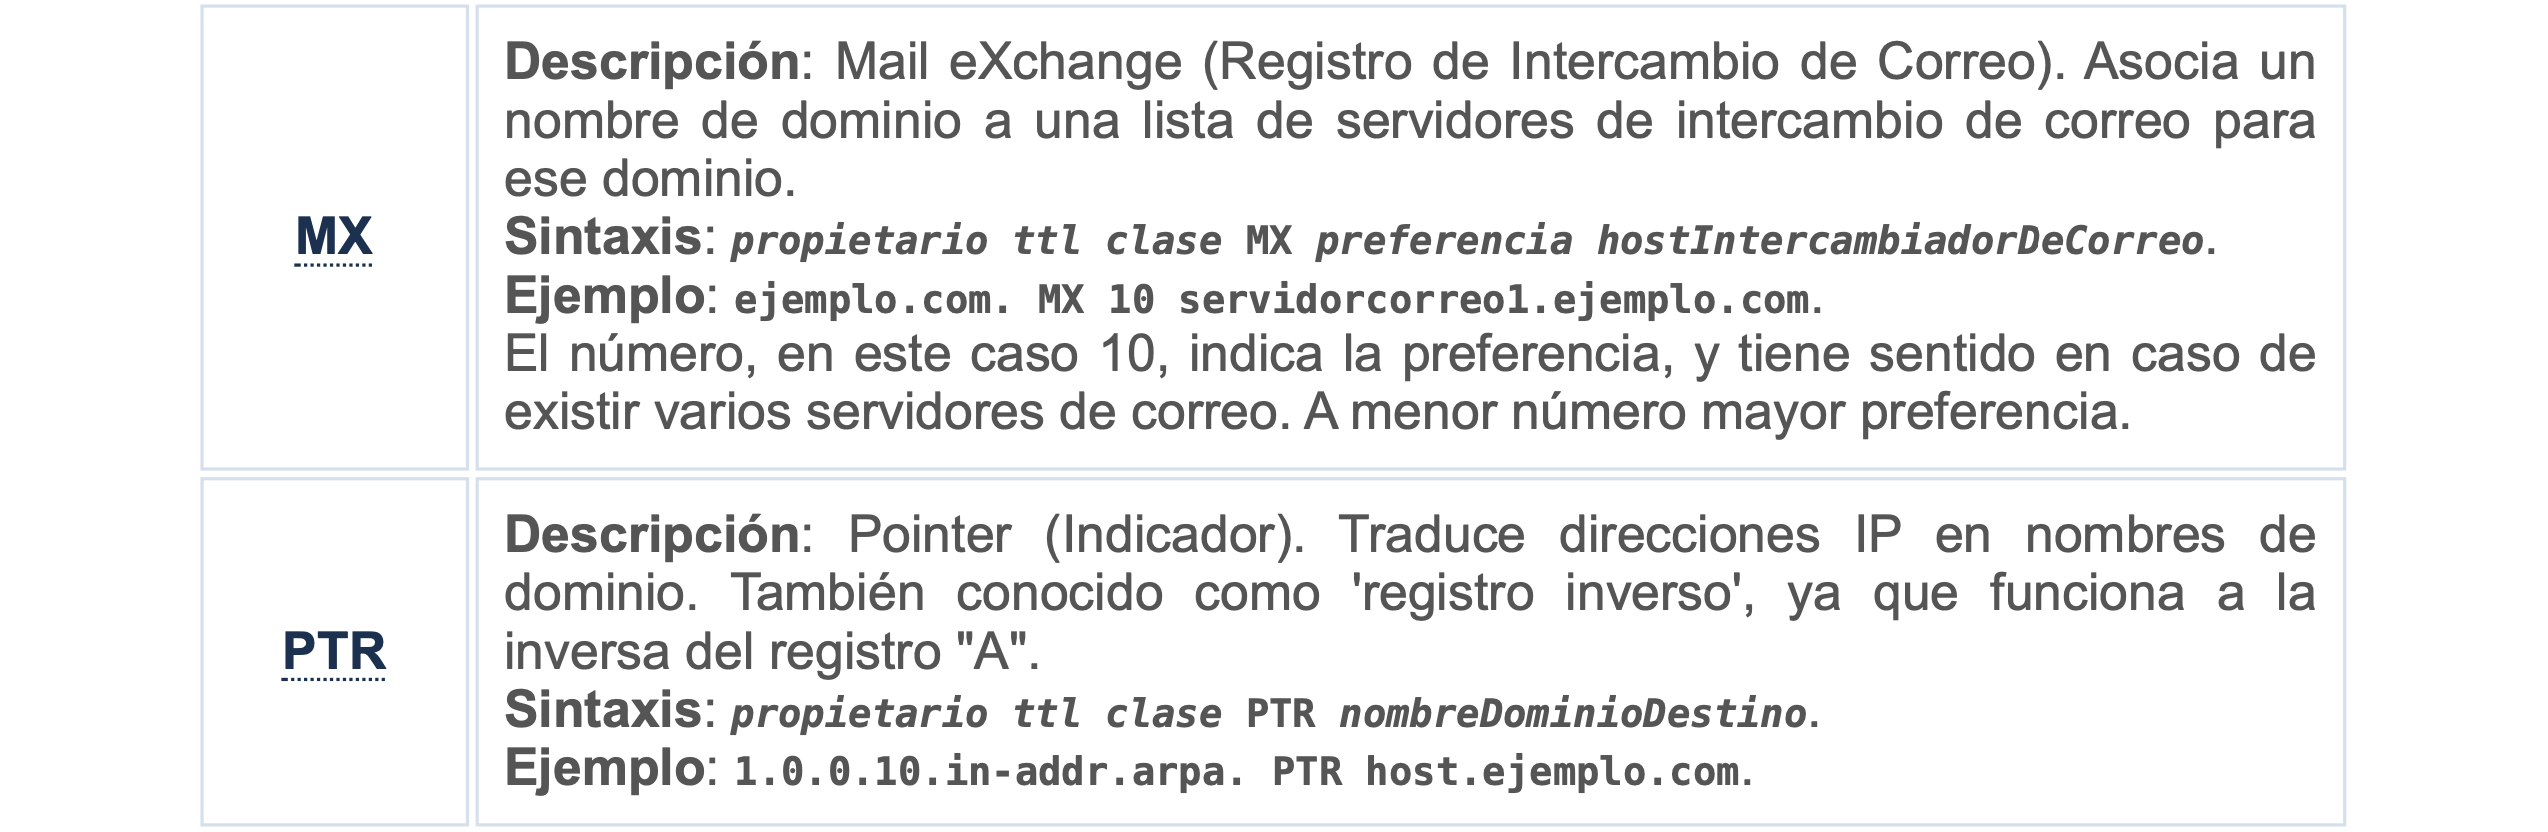 MX
Descripción: Mail eXchange (Registro de Intercambio de Correo). Asocia un
nombre de dominio a una lista de servidores de intercambio de correo para
ese dominio.
Sintaxis: propietario ttl clase MX preferencia hostIntercambiadorDeCorreo.
Ejemplo: ejemplo.com. MX 10 servidorcorreo1.ejemplo.com.
El número, en este caso 10, indica la preferencia, y tiene sentido en caso de
existir varios servidores de correo. A menor número mayor preferencia.
PTR
Descripción: Pointer (Indicador). Traduce direcciones IP en nombres de
dominio. También conocido como 'registro inverso', ya que funciona a la
inversa del registro "A".
Sintaxis: propietario ttl clase PTR nombreDominioDestino.
Ejemplo: 1.0.0.10.in-addr.arpa. PTR host.ejemplo.com.